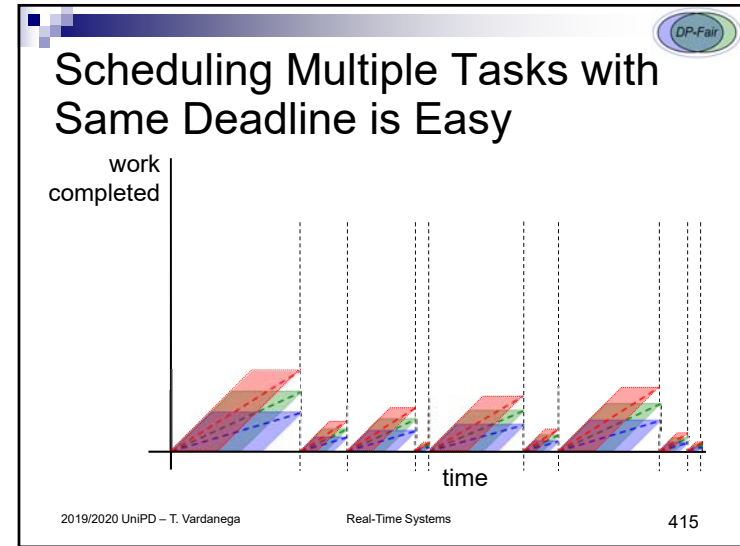 DP-Fair
Scheduling Multiple Tasks with
Same Deadline is Easy
work
completed
time
2019/2020 UniPD – T. Vardanega
Real-Time Systems
415